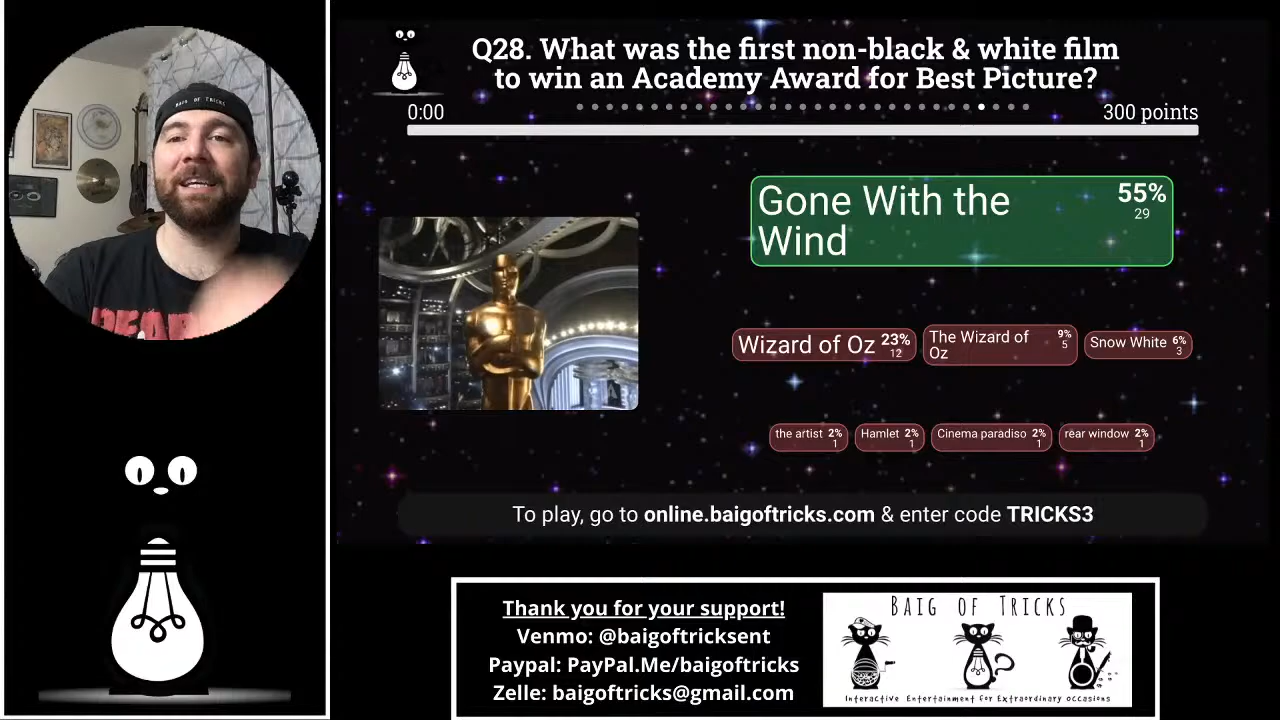 BAIG OF TRICKS
Q28. What was the first non-black & white film
to win an Academy Award for Best Picture?
0:00
300 points
Gone With the
Wind
55%
29
Wizard of Oz 23%
12
The Wizard of
Oz
9%
5
Snow White 6%
3
the artist 2%
1
Hamlet 2%
1
Cinema paradiso 2%
1
rear window 2%
1
To play, go to online.baigoftricks.com & enter code TRICKS3
Thank you for your support!
Venmo: @baigoftricksent
Paypal: PayPal.Me/baigoftricks
Zelle: baigoftricks@gmail.com
BAIG OF TRICKS
Interactive Entertainment for Extraordinary occasions